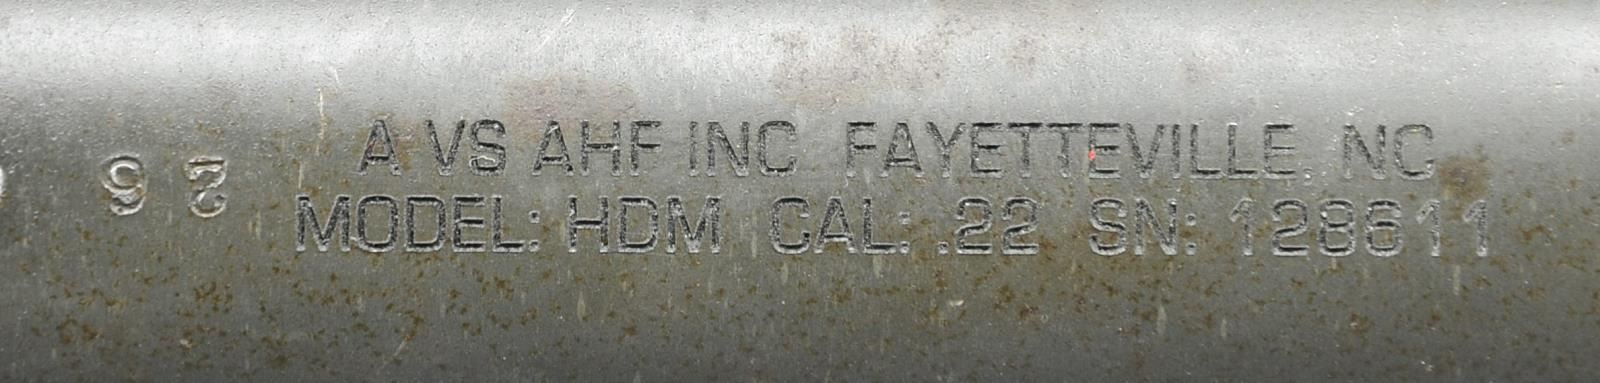 A VS AHF INC FAYETTEVILLE, NC
MODEL: HDM CAL: .22 SN: 128611